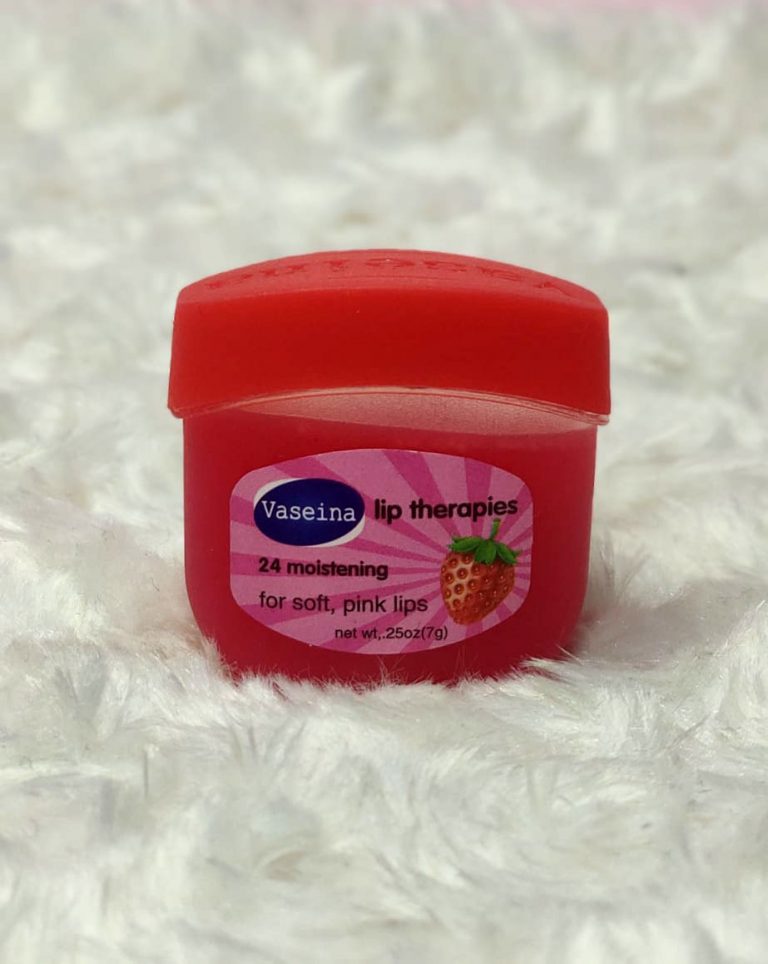 Vaseina lip therapies
24 moistening
for soft, pink lips
net wt,.25oz(7g)